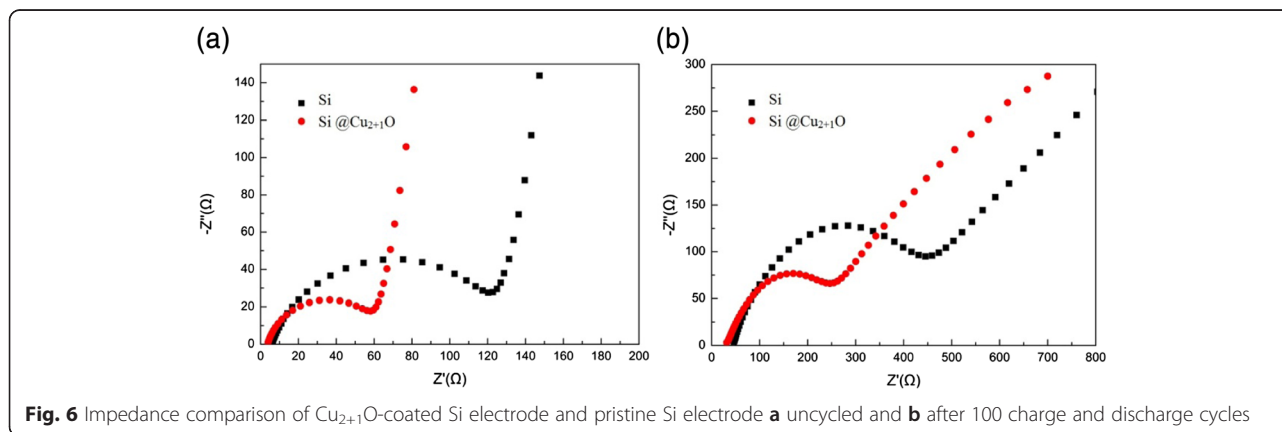 (a)
140
120
100
80
60
40
20
0
-Z"(Ω)
Si
Si @Cu₂₊₁O
0 20 40 60 80 100 120 140 160 180 200
Z'(Ω)
(b)
300
250
200
150
100
50
0
-Z"(Ω)
Si
Si @Cu₂₊₁O
0 100 200 300 400 500 600 700 800
Z'(Ω)
Fig. 6 Impedance comparison of Cu₂₊₁O-coated Si electrode and pristine Si electrode a uncycled and b after 100 charge and discharge cycles